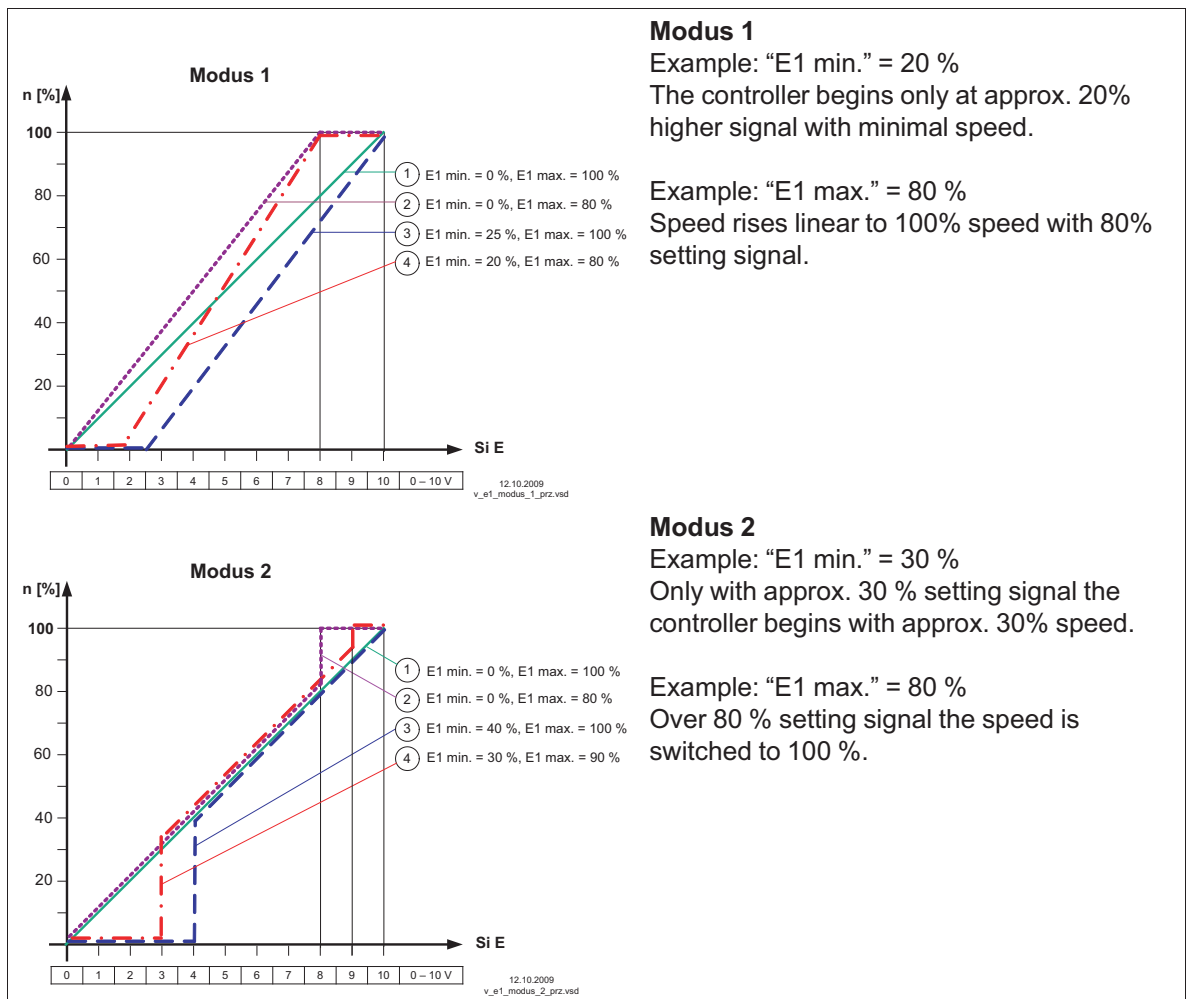 Modus 1
n [%]
100
80
60
40
20
1 E1 min. = 0 %, E1 max. = 100 %
2 E1 min. = 0 %, E1 max. = 80 %
3 E1 min. = 25 %, E1 max. = 100 %
4 E1 min. = 20 %, E1 max. = 80 %
Si E
0 1 2 3 4 5 6 7 8 9 10 0 – 10 V
12.10.2009
v_e1_modus_1_prz.vsd
Modus 1
Example: “E1 min.” = 20 %
The controller begins only at approx. 20%
higher signal with minimal speed.
Example: “E1 max.” = 80 %
Speed rises linear to 100% speed with 80%
setting signal.
Modus 2
n [%]
100
80
60
40
20
1 E1 min. = 0 %, E1 max. = 100 %
2 E1 min. = 0 %, E1 max. = 80 %
3 E1 min. = 40 %, E1 max. = 100 %
4 E1 min. = 30 %, E1 max. = 90 %
Si E
0 1 2 3 4 5 6 7 8 9 10 0 – 10 V
12.10.2009
v_e1_modus_2_prz.vsd
Modus 2
Example: “E1 min.” = 30 %
Only with approx. 30 % setting signal the
controller begins with approx. 30% speed.
Example: “E1 max.” = 80 %
Over 80 % setting signal the speed is
switched to 100 %.